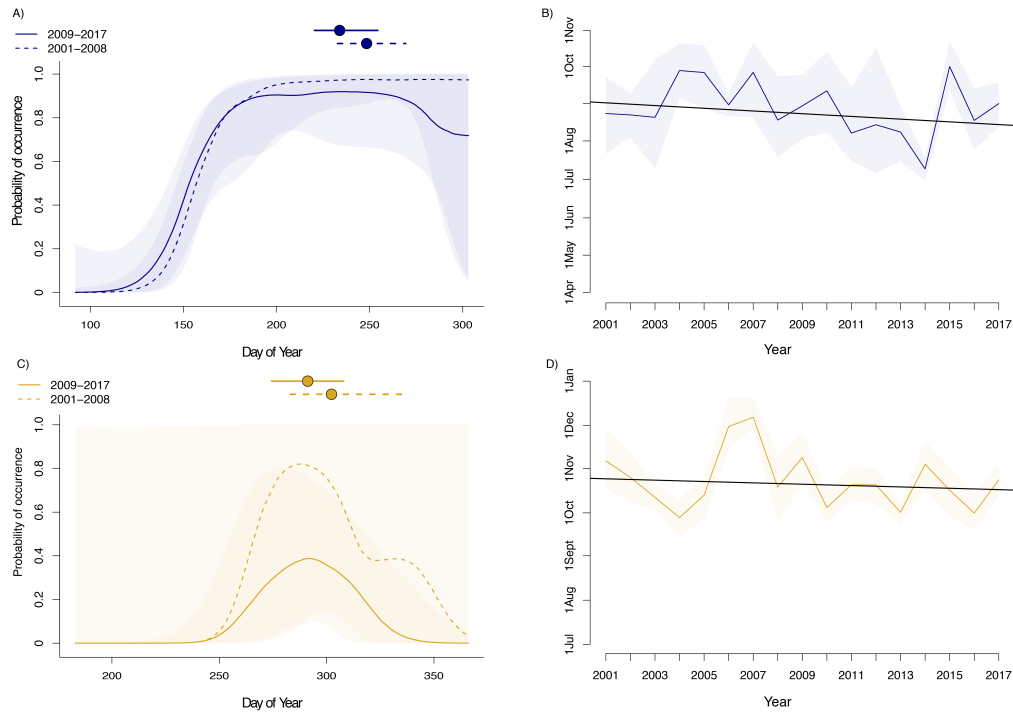 A)
2009−2017
2001−2008
Probability of occurrence
1.0
0.8
0.6
0.4
0.2
0
100
150
200
250
300
Day of Year
B)
1Nov
1Oct
1Aug
1Jul
1Jun
1May
1Apr
2001
2003
2005
2007
2009
2011
2013
2015
2017
Year
C)
2009−2017
2001−2008
Probability of occurrence
1.0
0.8
0.6
0.4
0.2
0
200
250
300
350
Day of Year
D)
1Jan
1Dec
1Nov
1Oct
1Sept
1Aug
1Jul
2001
2003
2005
2007
2009
2011
2013
2015
2017
Year